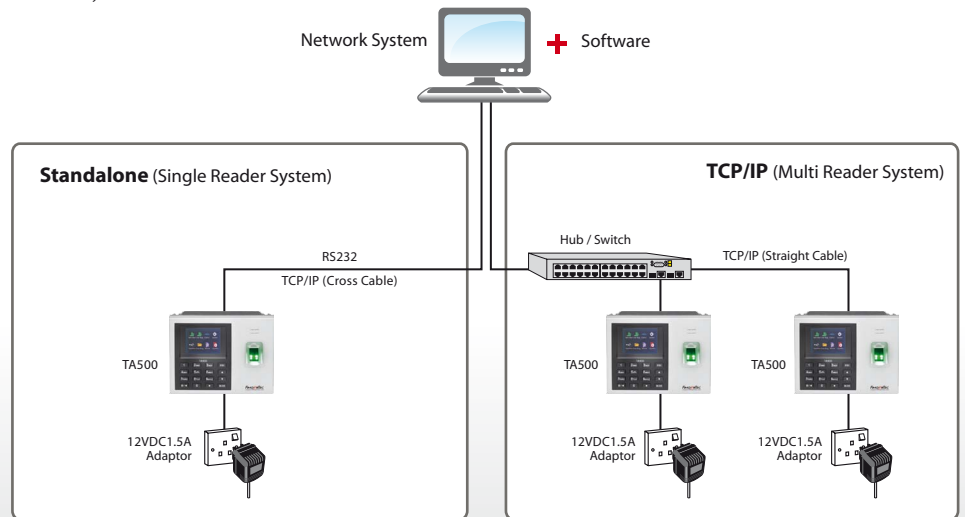 Network System
Software
Standalone (Single Reader System)
RS232
TCP/IP (Cross Cable)
TA500
12VDC1.5A
Adaptor
TCP/IP (Multi Reader System)
Hub / Switch
TCP/IP (Straight Cable)
TA500
TA500
12VDC1.5A
Adaptor
12VDC1.5A
Adaptor